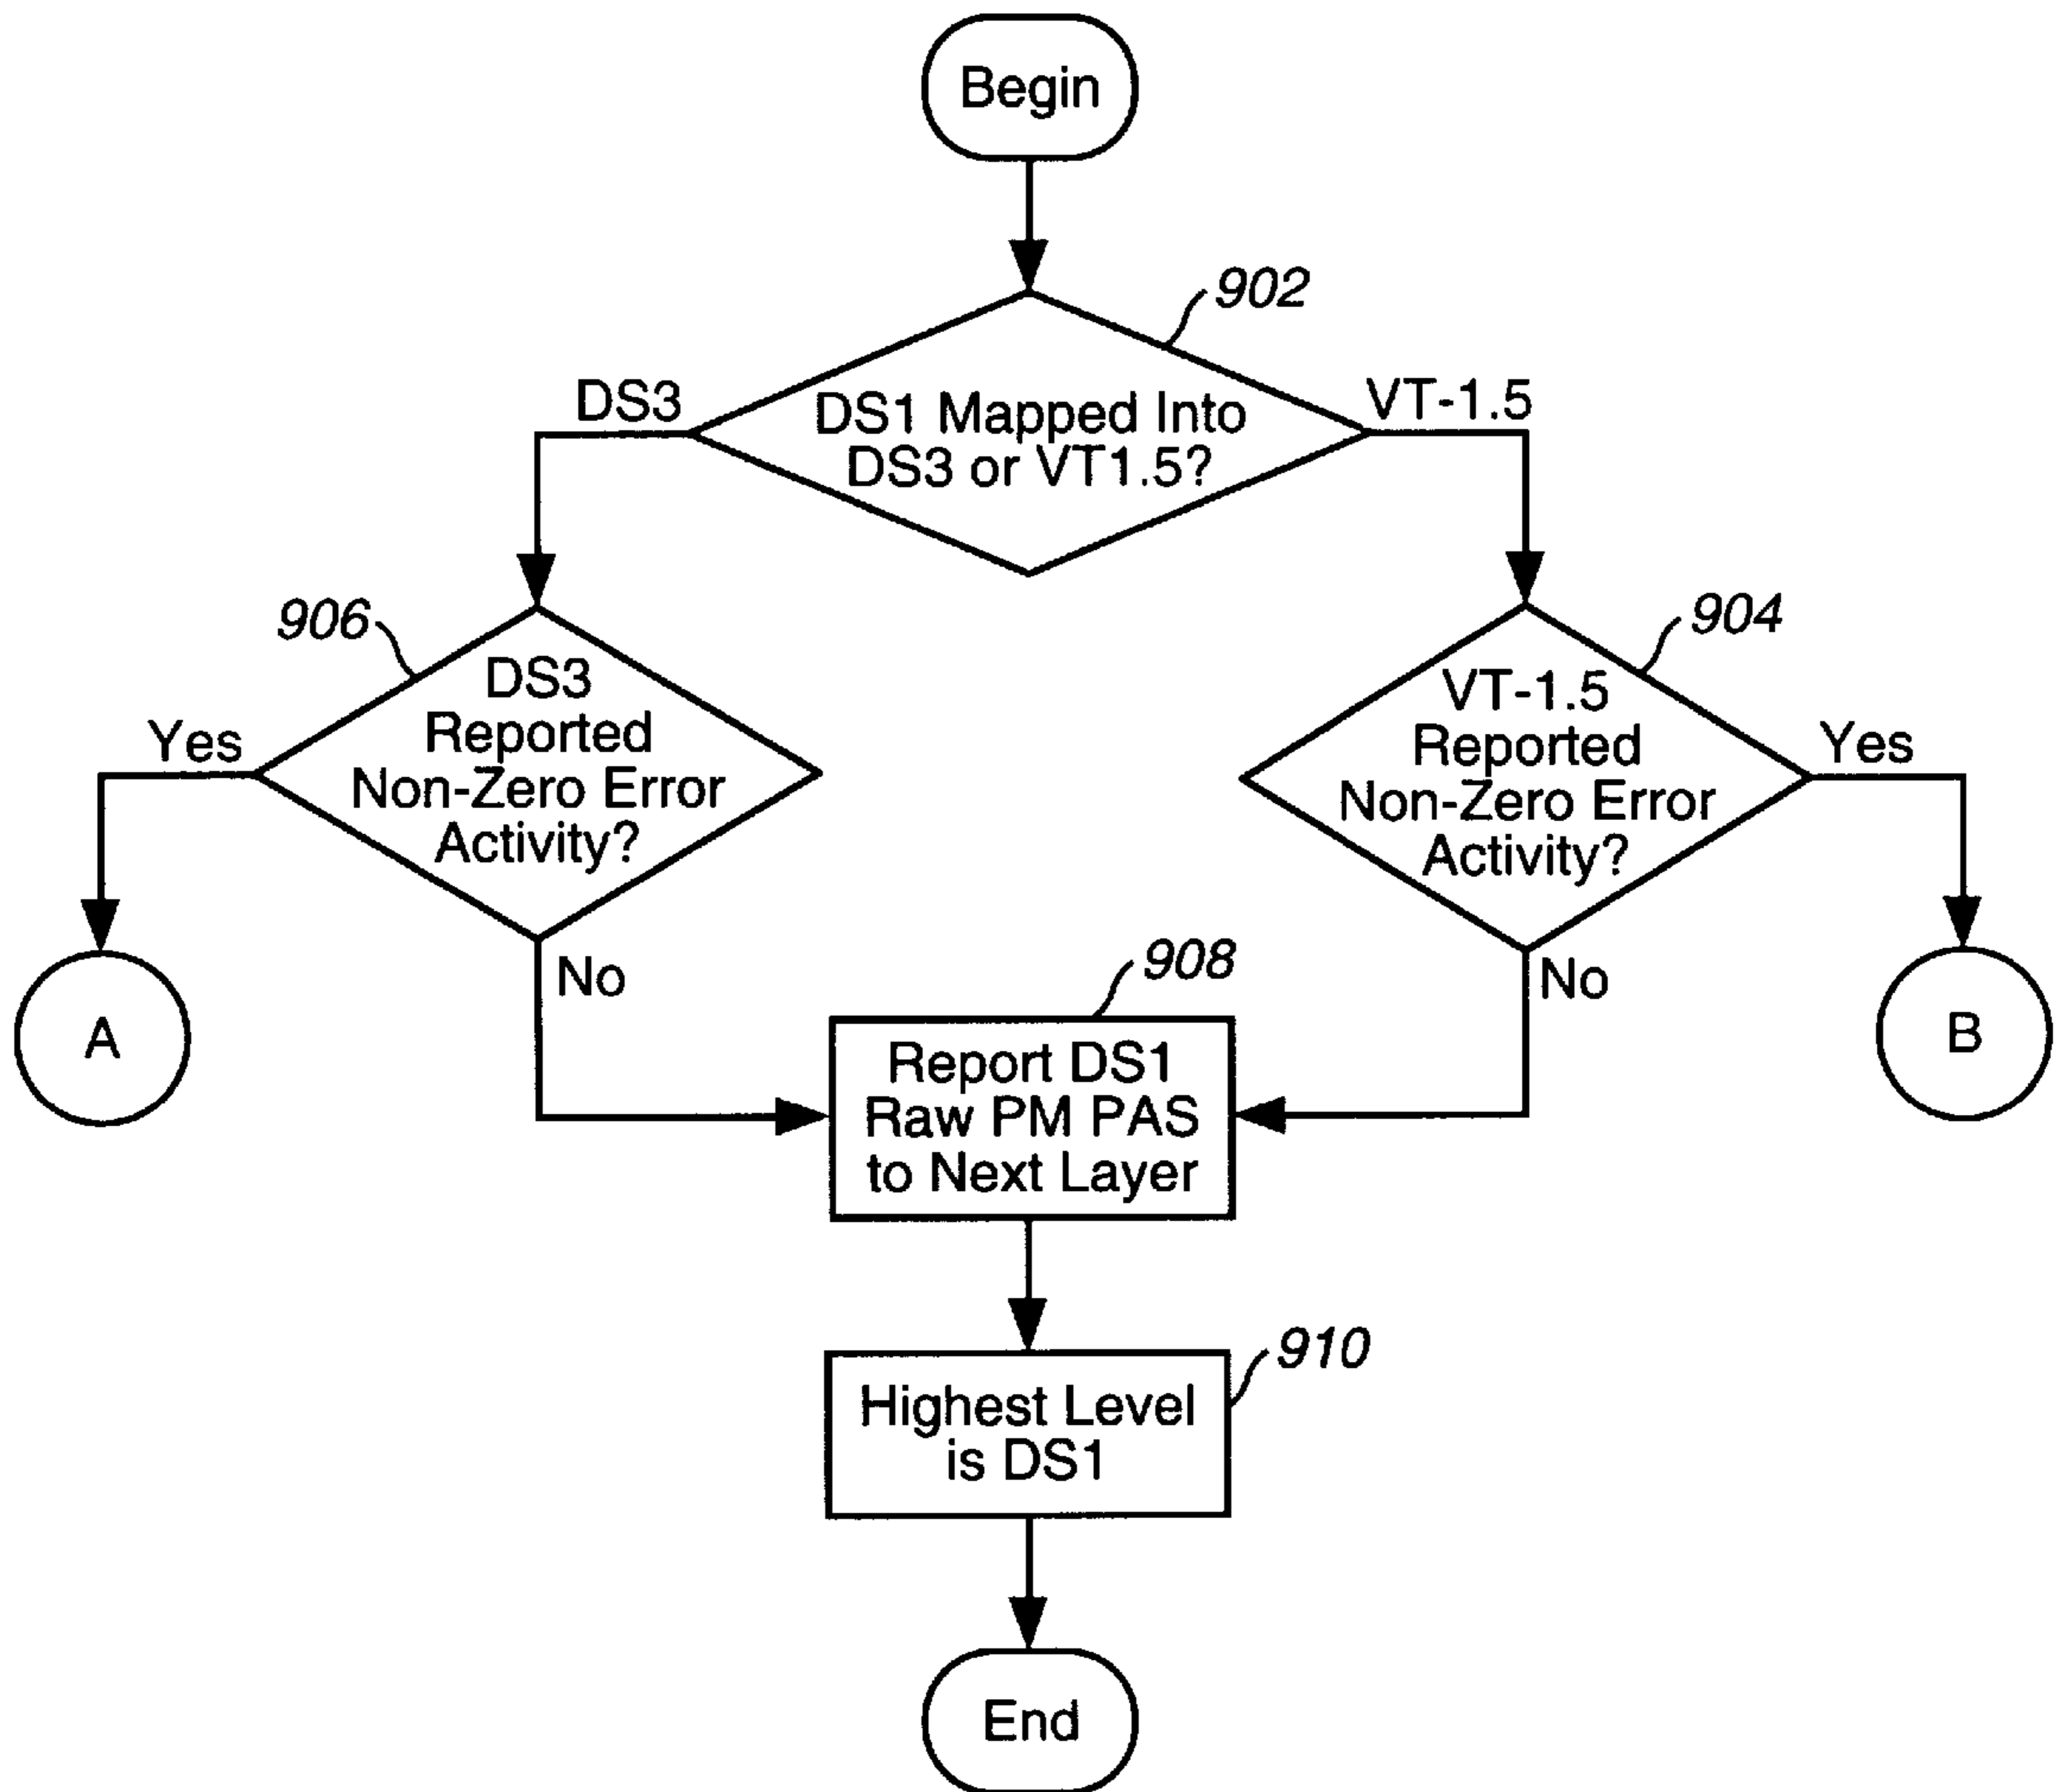 Begin
902
DS3
VT-1.5
DS1 Mapped Into
DS3 or VT1.5?
906
904
DS3
Reported
Non-Zero Error
Activity?
Yes
VT-1.5
Reported
Non-Zero Error
Activity?
Yes
A
No
908
No
B
Report DS1
Raw PM PAS
to Next Layer
910
Highest Level
is DS1
End